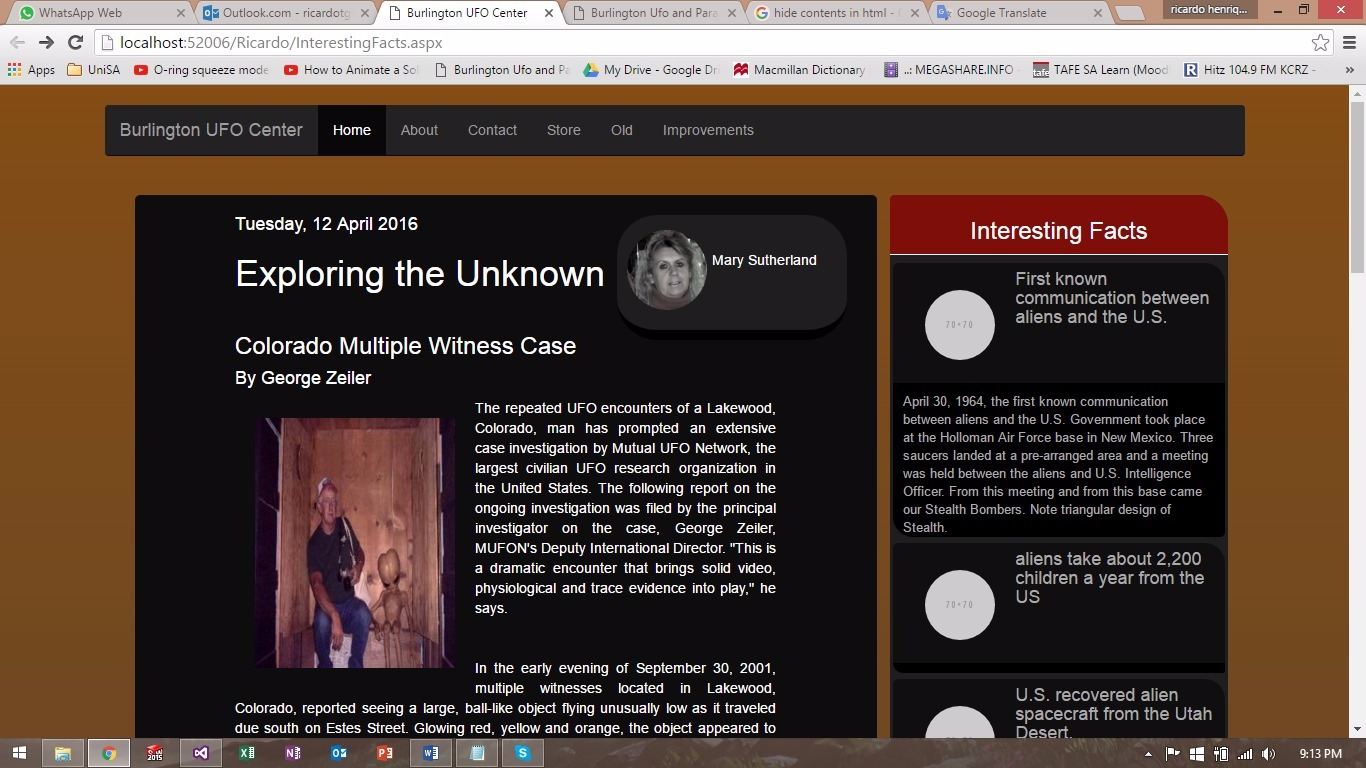 WhatsApp Web
Outlook.com - ricardotg
Burlington UFO Center
Burlington Ufo and Para
hide contents in html -
Google Translate
ricardo henriq...
localhost:52006/Ricardo/InterestingFacts.aspx
Apps
UniSA
O-ring squeeze mode
How to Animate a So
Burlington Ufo and Pa
My Drive - Google Dr
Macmillan Dictionary
..: MEGASHARE.INFO
TAFE SA Learn (Mood
Hitz 104.9 FM KCRZ -
Burlington UFO Center
Home
About
Contact
Store
Old
Improvements
Tuesday, 12 April 2016
Exploring the Unknown
Mary Sutherland
Colorado Multiple Witness Case
By George Zeiler
The repeated UFO encounters of a Lakewood,
Colorado, man has prompted an extensive
case investigation by Mutual UFO Network, the
largest civilian UFO research organization in
the United States. The following report on the
ongoing investigation was filed by the principal
investigator on the case, George Zeiler,
MUFON's Deputy International Director. "This is
a dramatic encounter that brings solid video,
physiological and trace evidence into play," he
says.
In the early evening of September 30, 2001,
multiple witnesses located in Lakewood,
Colorado, reported seeing a large, ball-like object flying unusually low as it traveled
due south on Estes Street. Glowing red, yellow and orange, the object appeared to
Interesting Facts
70×70
First known
communication between
aliens and the U.S.
April 30, 1964, the first known communication
between aliens and the U.S. Government took place
at the Holloman Air Force base in New Mexico. Three
saucers landed at a pre-arranged area and a meeting
was held between the aliens and U.S. Intelligence
Officer. From this meeting and from this base came
our Stealth Bombers. Note triangular design of
Stealth.
70×70
aliens take about 2,200
children a year from the
US
U.S. recovered alien
spacecraft from the Utah
Desert.
2015
9:13 PM